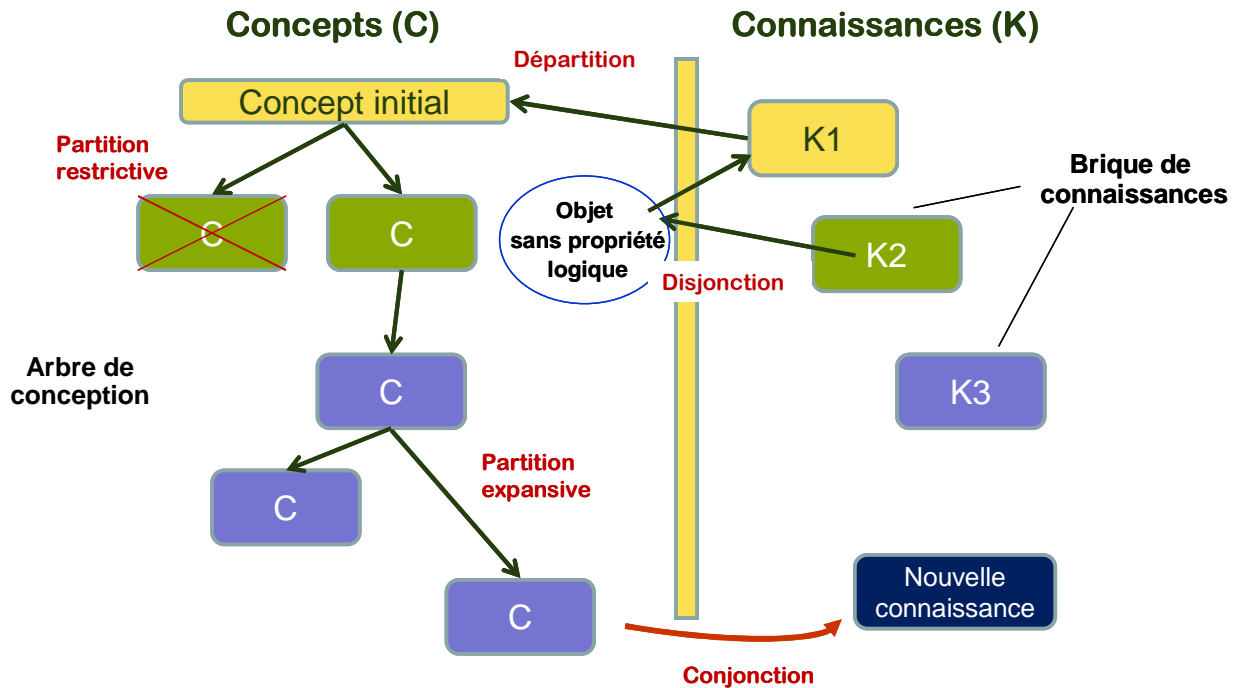 Concepts (C)
Connaissances (K)
Départition
Concept initial
K1
Partition
restrictive
Brique de
connaissances
C
C
Objet
sans propriété
logique
K2
Disjonction
Arbre de
conception
C
K3
Partition
expansive
C
C
Nouvelle
connaissance
Conjonction